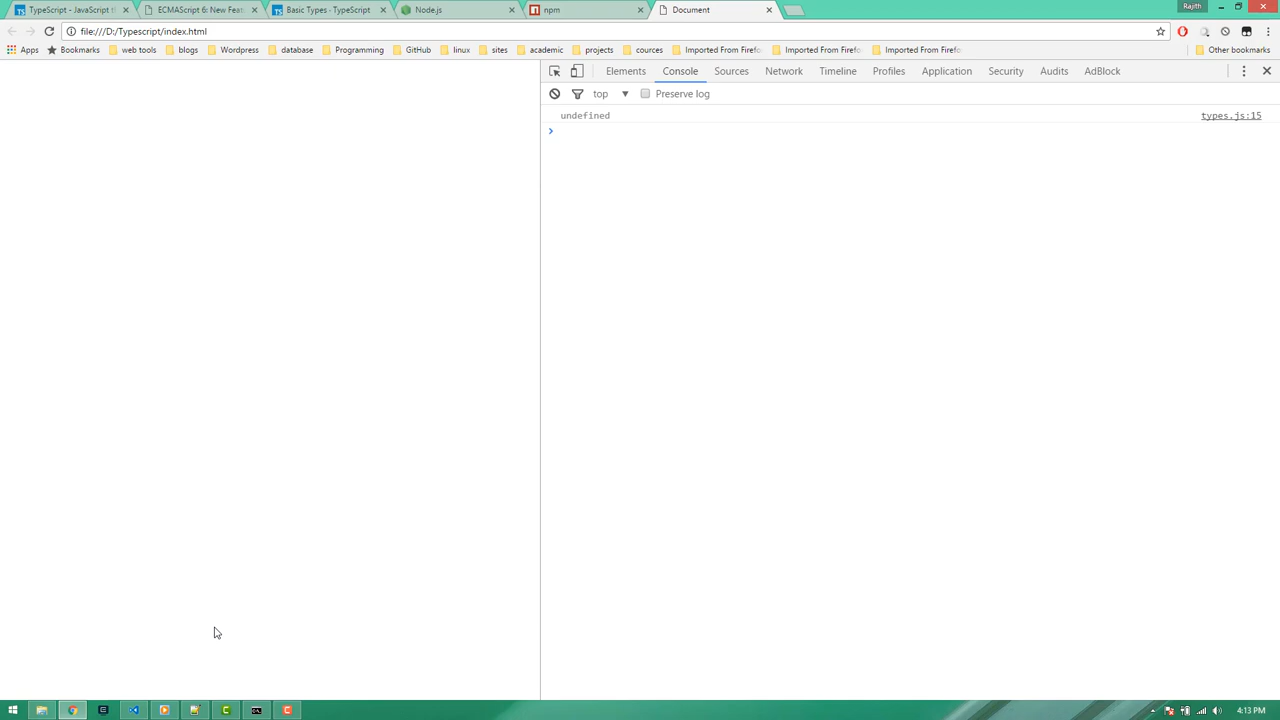 TypeScript - JavaScript th ECMAScript 6: New Feat Basic Types · TypeScript Node.js npm Document Rajith
file:///D:/Typescript/index.html
Apps Bookmarks web tools blogs Wordpress database Programming GitHub linux sites academic projects cources Imported From Firefo Imported From Firefo Imported From Firefo Other bookmarks
Elements Console Sources Network Timeline Profiles Application Security Audits AdBlock
top Preserve log
undefined types.js:15
4:13 PM